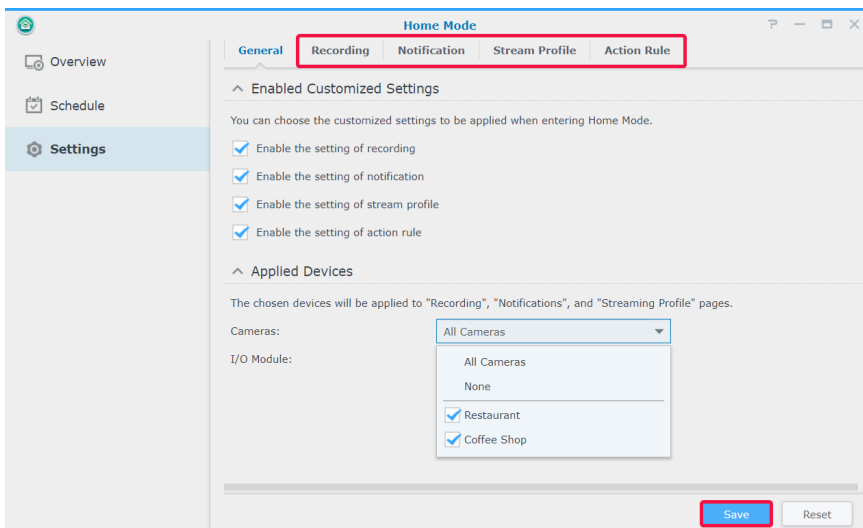 Home Mode
Overview
Schedule
Settings
General Recording Notification Stream Profile Action Rule
Enabled Customized Settings
You can choose the customized settings to be applied when entering Home Mode.
Enable the setting of recording
Enable the setting of notification
Enable the setting of stream profile
Enable the setting of action rule
Applied Devices
The chosen devices will be applied to "Recording", "Notifications", and "Streaming Profile" pages.
Cameras: All Cameras
I/O Module:
All Cameras
None
Restaurant
Coffee Shop
Save Reset